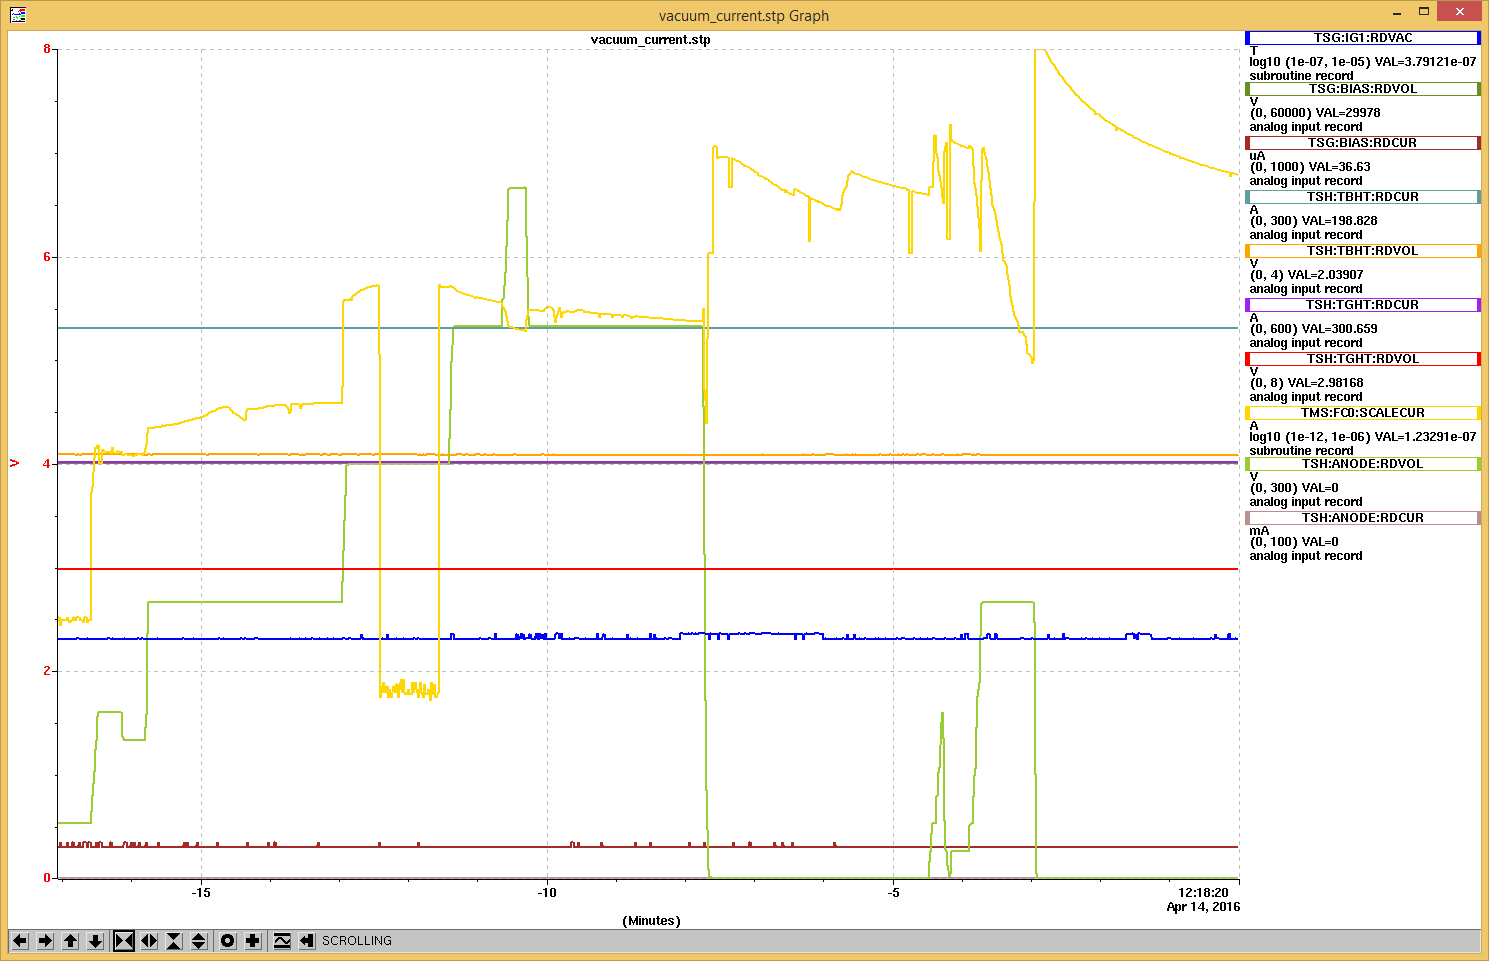 vacuum_current.stp Graph
vacuum_current.stp
8
6
V
4
2
0
-15
-10
-5
12:18:20
Apr 14, 2016
(Minutes)
TSG:IG1:RDVAC
T
log10 (1e-07, 1e-05) VAL=3.79121e-07
subroutine record
TSG:BIAS:RDVOL
V
(0, 60000) VAL=29978
analog input record
TSG:BIAS:RDCUR
uA
(0, 1000) VAL=36.63
analog input record
TSH:TBHT:RDCUR
A
(0, 300) VAL=198.828
analog input record
TSH:TBHT:RDVOL
V
(0, 4) VAL=2.03907
analog input record
TSH:TGHT:RDCUR
A
(0, 600) VAL=300.659
analog input record
TSH:TGHT:RDVOL
V
(0, 8) VAL=2.98168
analog input record
TMS:FC0:SCALECUR
A
log10 (1e-12, 1e-06) VAL=1.23291e-07
subroutine record
TSH:ANODE:RDVOL
V
(0, 300) VAL=0
analog input record
TSH:ANODE:RDCUR
mA
(0, 100) VAL=0
analog input record
SCROLLING